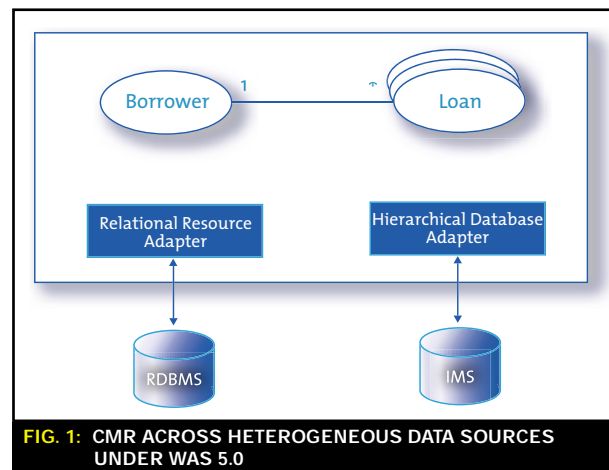 1
*
Borrower
Loan
Relational Resource
Adapter
Hierarchical Database
Adapter
RDBMS
IMS
FIG. 1: CMR ACROSS HETEROGENEOUS DATA SOURCES
UNDER WAS 5.0